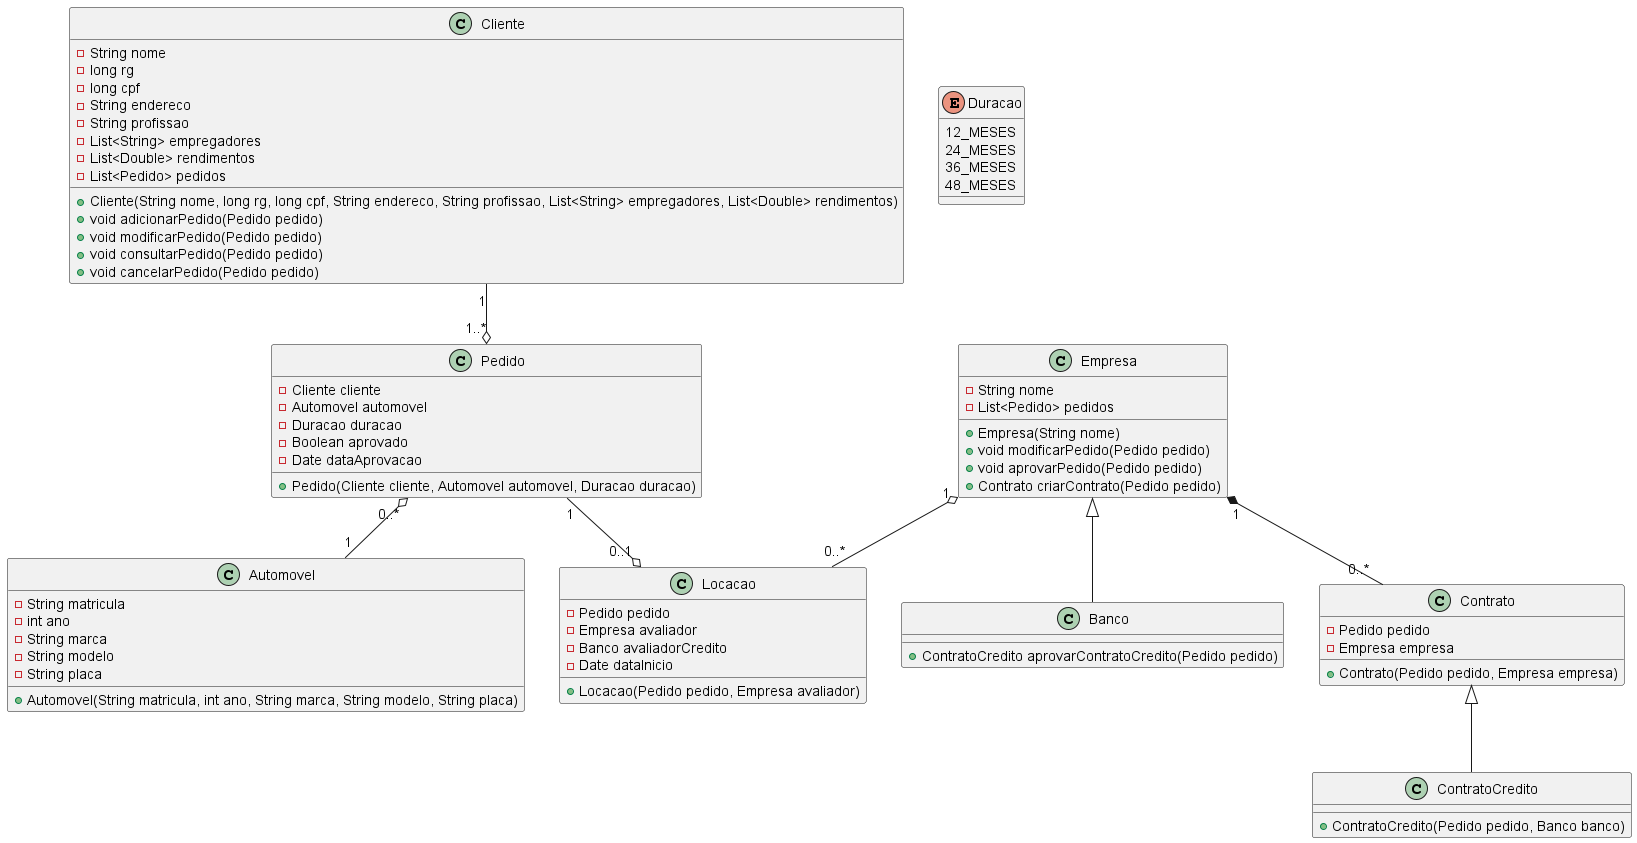 C Cliente
String nome
long rg
long cpf
String endereco
String profissao
List<String> empregadores
List<Double> rendimentos
List<Pedido> pedidos
Cliente(String nome, long rg, long cpf, String endereco, String profissao, List<String> empregadores, List<Double> rendimentos)
void adicionarPedido(Pedido pedido)
void modificarPedido(Pedido pedido)
void consultarPedido(Pedido pedido)
void cancelarPedido(Pedido pedido)
E Duracao
12_MESES
24_MESES
36_MESES
48_MESES
1
1..*
C Pedido
Cliente cliente
Automovel automovel
Duracao duracao
Boolean aprovado
Date dataAprovacao
Pedido(Cliente cliente, Automovel automovel, Duracao duracao)
C Empresa
String nome
List<Pedido> pedidos
Empresa(String nome)
void modificarPedido(Pedido pedido)
void aprovarPedido(Pedido pedido)
Contrato criarContrato(Pedido pedido)
0..*
1
1
0..1
1
0..*
1
0..*
C Automovel
String matricula
int ano
String marca
String modelo
String placa
Automovel(String matricula, int ano, String marca, String modelo, String placa)
C Locacao
Pedido pedido
Empresa avaliador
Banco avaliadorCredito
Date dataInicio
Locacao(Pedido pedido, Empresa avaliador)
C Banco
ContratoCredito aprovarContratoCredito(Pedido pedido)
C Contrato
Pedido pedido
Empresa empresa
Contrato(Pedido pedido, Empresa empresa)
C ContratoCredito
ContratoCredito(Pedido pedido, Banco banco)